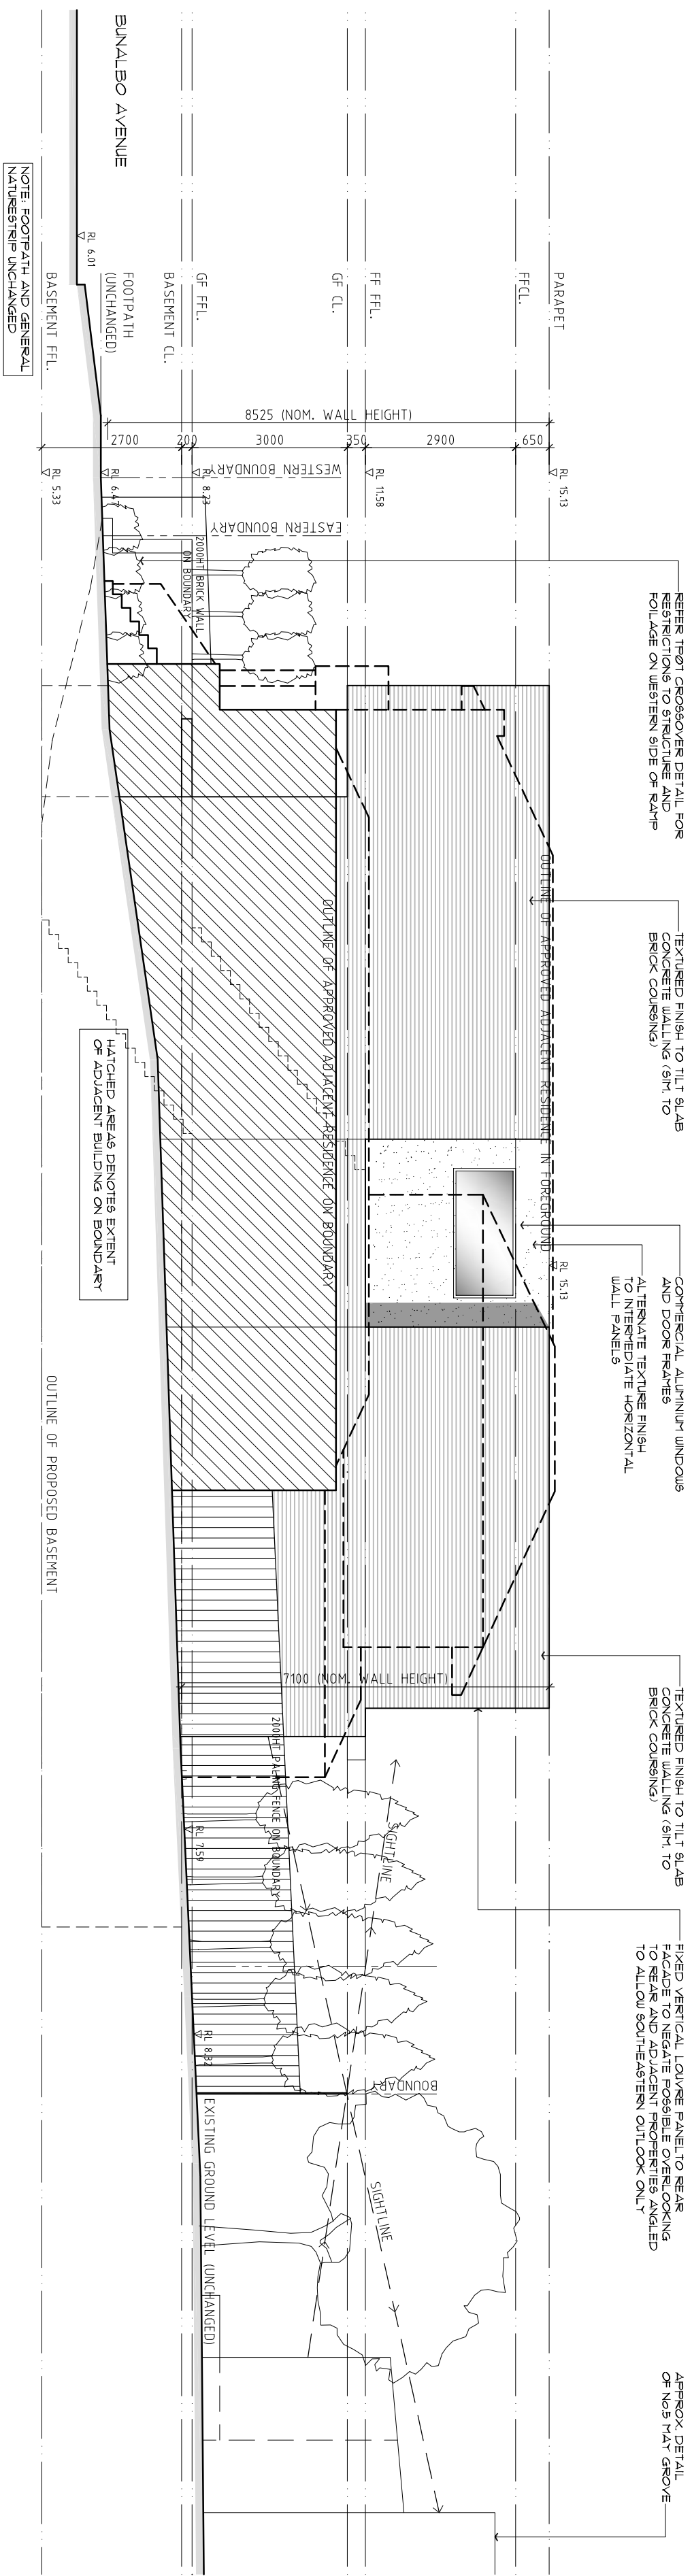 REFER TP07 CROSSOVER DETAIL FOR
RESTRICTIONS TO STRUCTURE AND
FOILAGE ON WESTERN SIDE OF RAMP
TEXTURED FINISH TO TILT SLAB
CONCRETE WALLING (SIM. TO
BRICK COURSING)
COMMERCIAL ALUMINIUM WINDOWS
AND DOOR FRAMES
ALTERNATE TEXTURE FINISH
TO INTERMEDIATE HORIZONTAL
WALL PANELS
TEXTURED FINISH TO TILT SLAB
CONCRETE WALLING (SIM. TO
BRICK COURSING)
FIXED VERTICAL LOUVRE PANEL TO REAR
FACADE TO NEGATE POSSIBLE OVERLOOKING
TO REAR AND ADJACENT PROPERTIES ANGLED
TO ALLOW SOUTHEASTERN OUTLOOK ONLY
APPROX. DETAIL
OF No.5 MAY GROVE
PARAPET
RL 15.13
650
OUTLINE OF APPROVED ADJACENT RESIDENCE IN FOREGROUND
RL 15.13
FFCL.
2900
FF FFL.
RL 11.58
350
GF CL.
3000
8525 (NOM. WALL HEIGHT)
WESTERN BOUNDARY
EASTERN BOUNDARY
OUTLINE OF APPROVED ADJACENT RESIDENCE ON BOUNDARY
7100 (NOM. WALL HEIGHT)
SIGHTLINE
BOUNDARY
SIGHTLINE
GF FFL.
200
RL 8.23
2000HT BRICK WALL
ON BOUNDARY
2000HT PALING FENCE ON BOUNDARY
BASEMENT CL.
2700
RL 7.59
RL 8.32
EXISTING GROUND LEVEL (UNCHANGED)
BUNALBO AVENUE
RL 6.01
FOOTPATH
(UNCHANGED)
RL 6.47
HATCHED AREAS DENOTES EXTENT
OF ADJACENT BUILDING ON BOUNDARY
BASEMENT FFL.
RL 5.33
OUTLINE OF PROPOSED BASEMENT
NOTE: FOOTPATH AND GENERAL
NATURESTRIP UNCHANGED